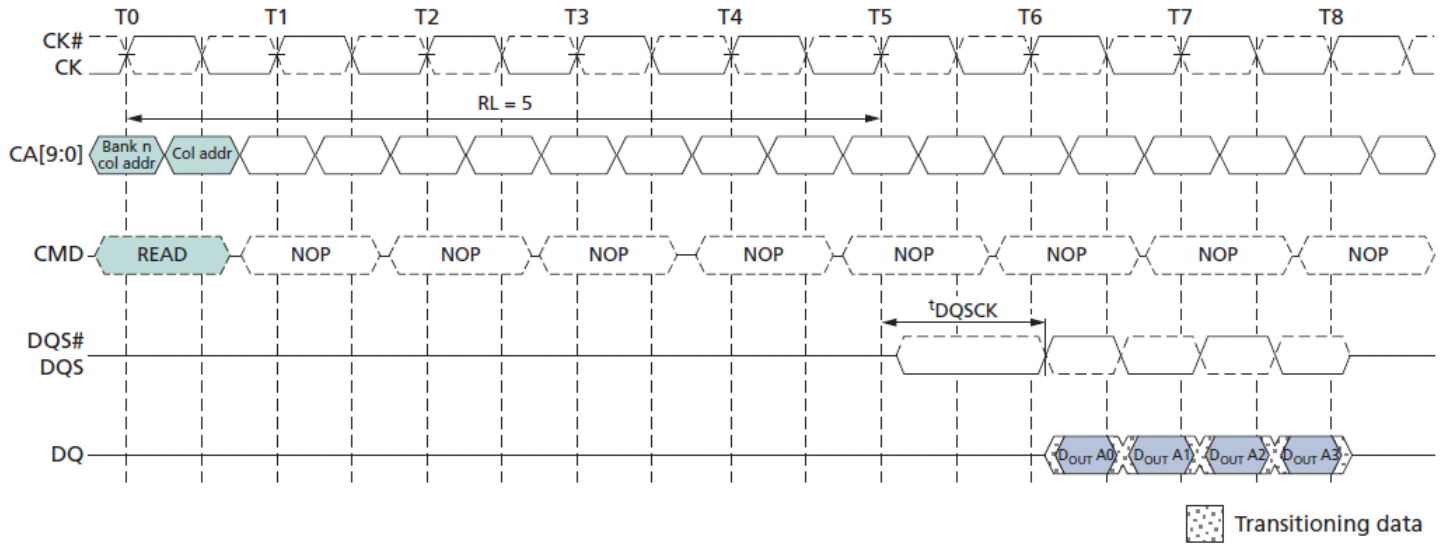 T0 T1 T2 T3 T4 T5 T6 T7 T8
CK#
CK
RL = 5
CA[9:0] Bank n col addr Col addr
CMD READ NOP NOP NOP NOP NOP NOP NOP NOP
tDQSCK
DQS#
DQS
DQ DOUT A0 DOUT A1 DOUT A2 DOUT A3
Transitioning data